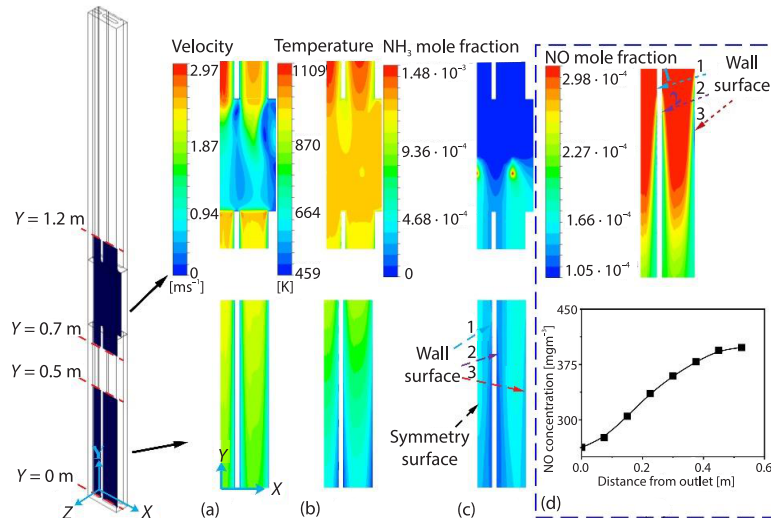 Velocity
2.97
1.87
0.94
0
[ms⁻¹]
Temperature
1109
870
664
459
[K]
NH₃ mole fraction
1.48 · 10⁻³
9.36 · 10⁻⁴
4.68 · 10⁻⁴
0
NO mole fraction
2.98 · 10⁻⁴
2.27 · 10⁻⁴
1.66 · 10⁻⁴
1.05 · 10⁻⁴
1
2
3
2
Wall
surface
Y = 1.2 m
Y = 0.7 m
Y = 0.5 m
Y = 0 m
Y
Z
X
Y
X
1
2
3
Wall
surface
Symmetry
surface
(a)
(b)
(c)
(d)
NO concentration [mgm⁻³]
450
375
300
0.0
0.2
0.4
0.6
Distance from outlet [m]